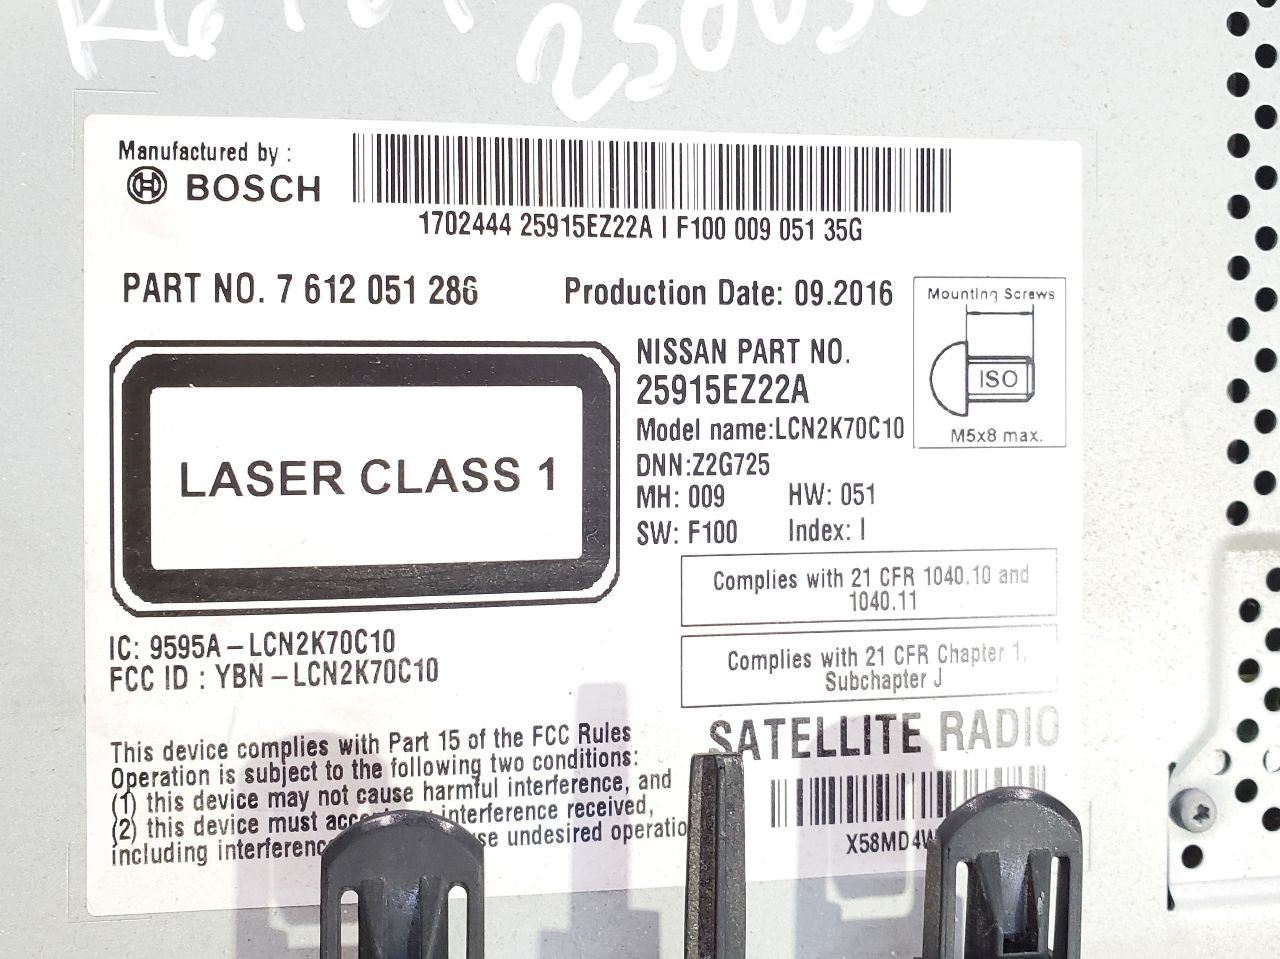 Manufactured by :
BOSCH
1702444 25915EZ22A I F100 009 051 35G
PART NO. 7 612 051 286
Production Date: 09.2016
Mounting Screws
ISO
M5x8 max.
LASER CLASS 1
NISSAN PART NO.
25915EZ22A
Model name:LCN2K70C10
DNN:Z2G725
MH: 009 HW: 051
SW: F100 Index: I
Complies with 21 CFR 1040.10 and
1040.11
Complies with 21 CFR Chapter 1,
Subchapter J
IC: 9595A-LCN2K70C10
FCC ID : YBN-LCN2K70C10
SATELLITE RADIO
This device complies with Part 15 of the FCC Rules
Operation is subject to the following two conditions:
(1) this device may not cause harmful interference, and
(2) this device must interference received,
including undesired